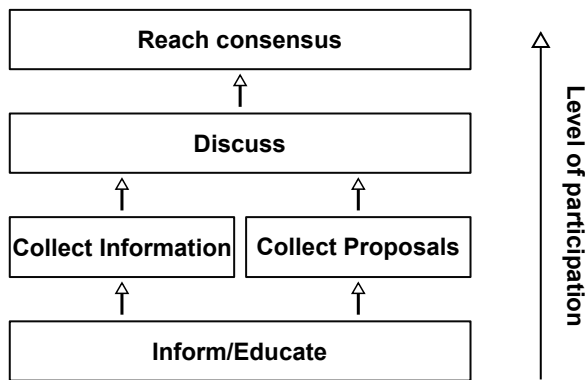 Reach consensus
Discuss
Collect Information
Collect Proposals
Inform/Educate
Level of participation